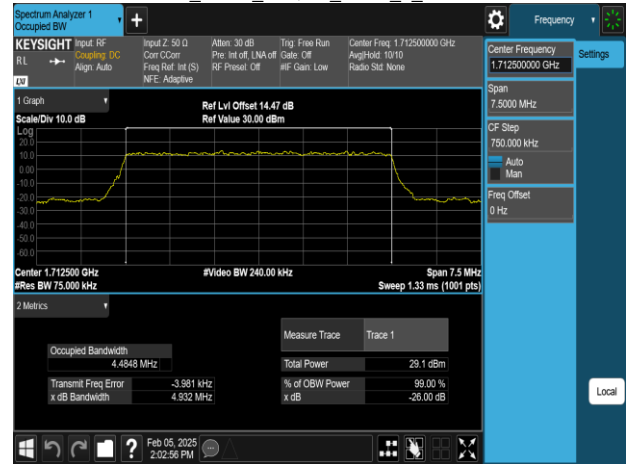 Spectrum Analyzer 1
Occupied BW
Frequency
KEYSIGHT
RL
LXI
Input: RF
Coupling: DC
Align: Auto
Input Z: 50 Ω
Corr CCorr
Freq Ref: Int (S)
NFE: Adaptive
Atten: 30 dB
Pre: Int off, LNA off
RF Presel: Off
Trig: Free Run
Gate: Off
#IF Gain: Low
Center Freq: 1.712500000 GHz
Avg|Hold: 10/10
Radio Std: None
Center Frequency
1.712500000 GHz
Settings
Span
7.5000 MHz
CF Step
750.000 kHz
Auto
Man
Freq Offset
0 Hz
1 Graph
Scale/Div 10.0 dB
Ref Lvl Offset 14.47 dB
Ref Value 30.00 dBm
Log
20.0
10.0
0.00
-10.0
-20.0
-30.0
-40.0
-50.0
-60.0
Center 1.712500 GHz
#Res BW 75.000 kHz
#Video BW 240.00 kHz
Span 7.5 MHz
Sweep 1.33 ms (1001 pts)
2 Metrics
Measure Trace
Trace 1
Occupied Bandwidth
4.4848 MHz
Total Power
29.1 dBm
Transmit Freq Error
-3.981 kHz
% of OBW Power
99.00 %
x dB Bandwidth
4.932 MHz
x dB
-26.00 dB
Local
?
Feb 05, 2025
2:02:56 PM